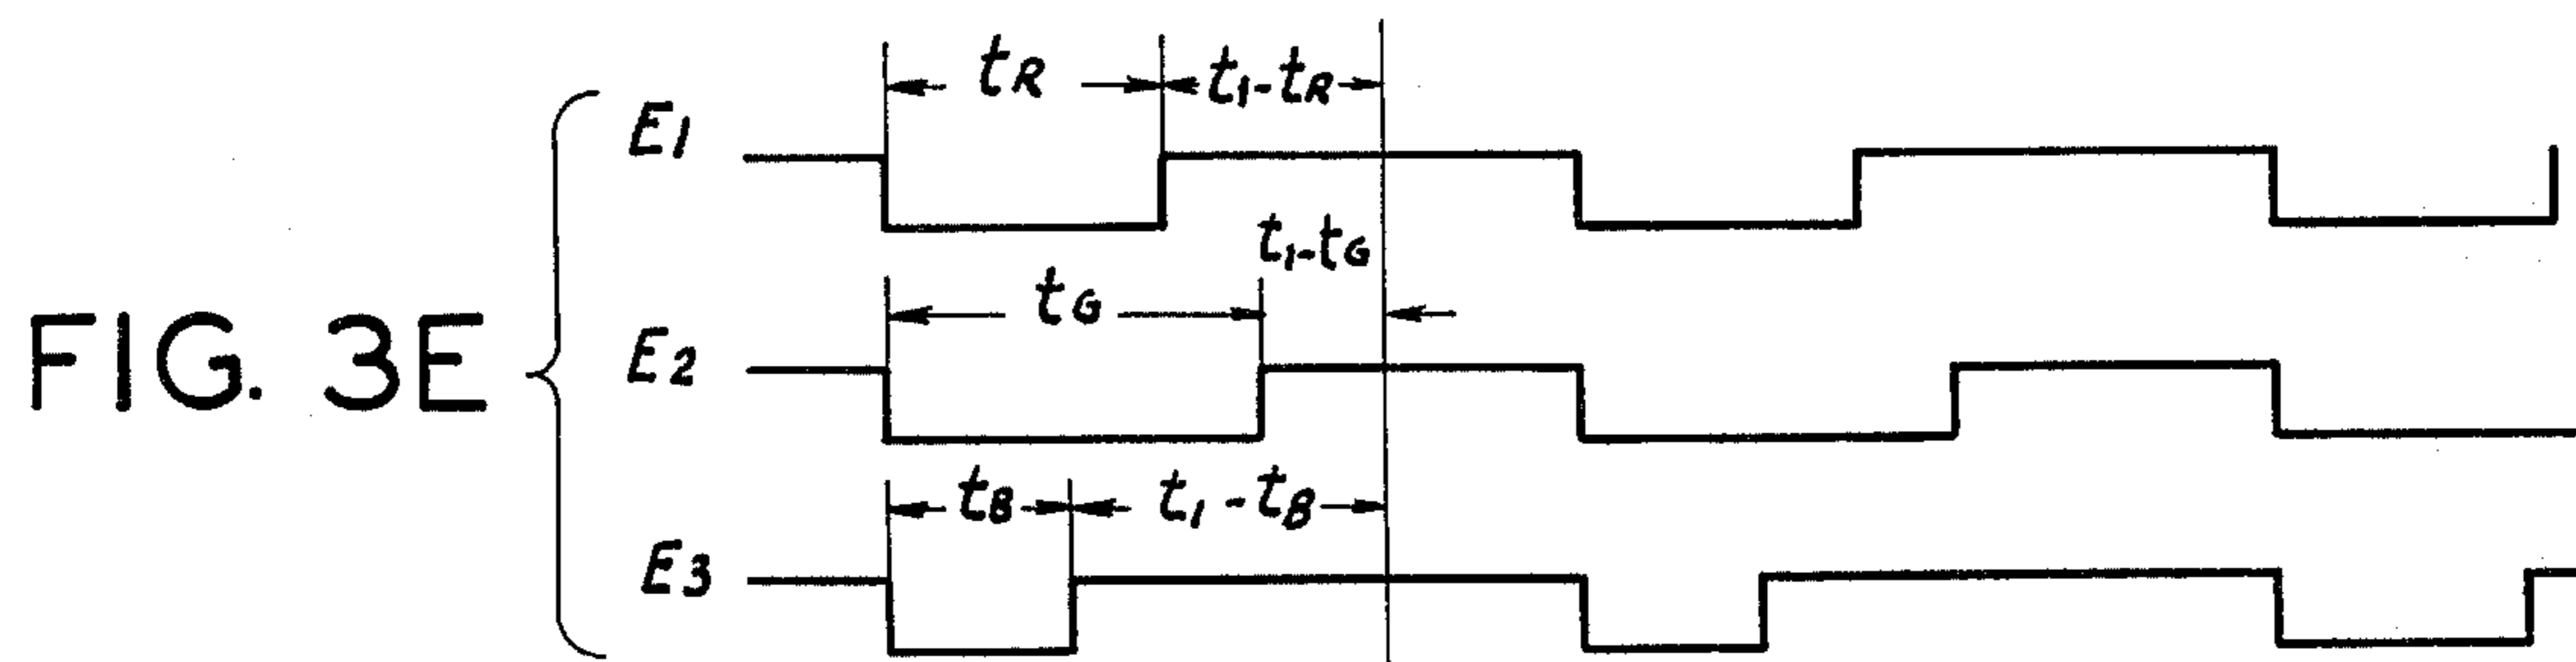 tR t1-tR
E1
t1-tG
tG
FIG. 3E E2
tB t1-tB
E3